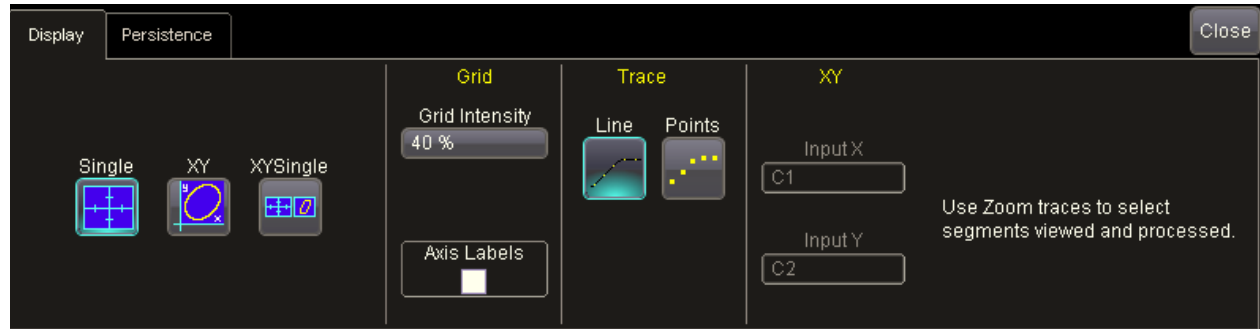 Display
Persistence
Close
Single
XY
XYSingle
y
x
Grid
Grid Intensity
40 %
Axis Labels
Trace
Line
Points
XY
Input X
C1
Input Y
C2
Use Zoom traces to select
segments viewed and processed.